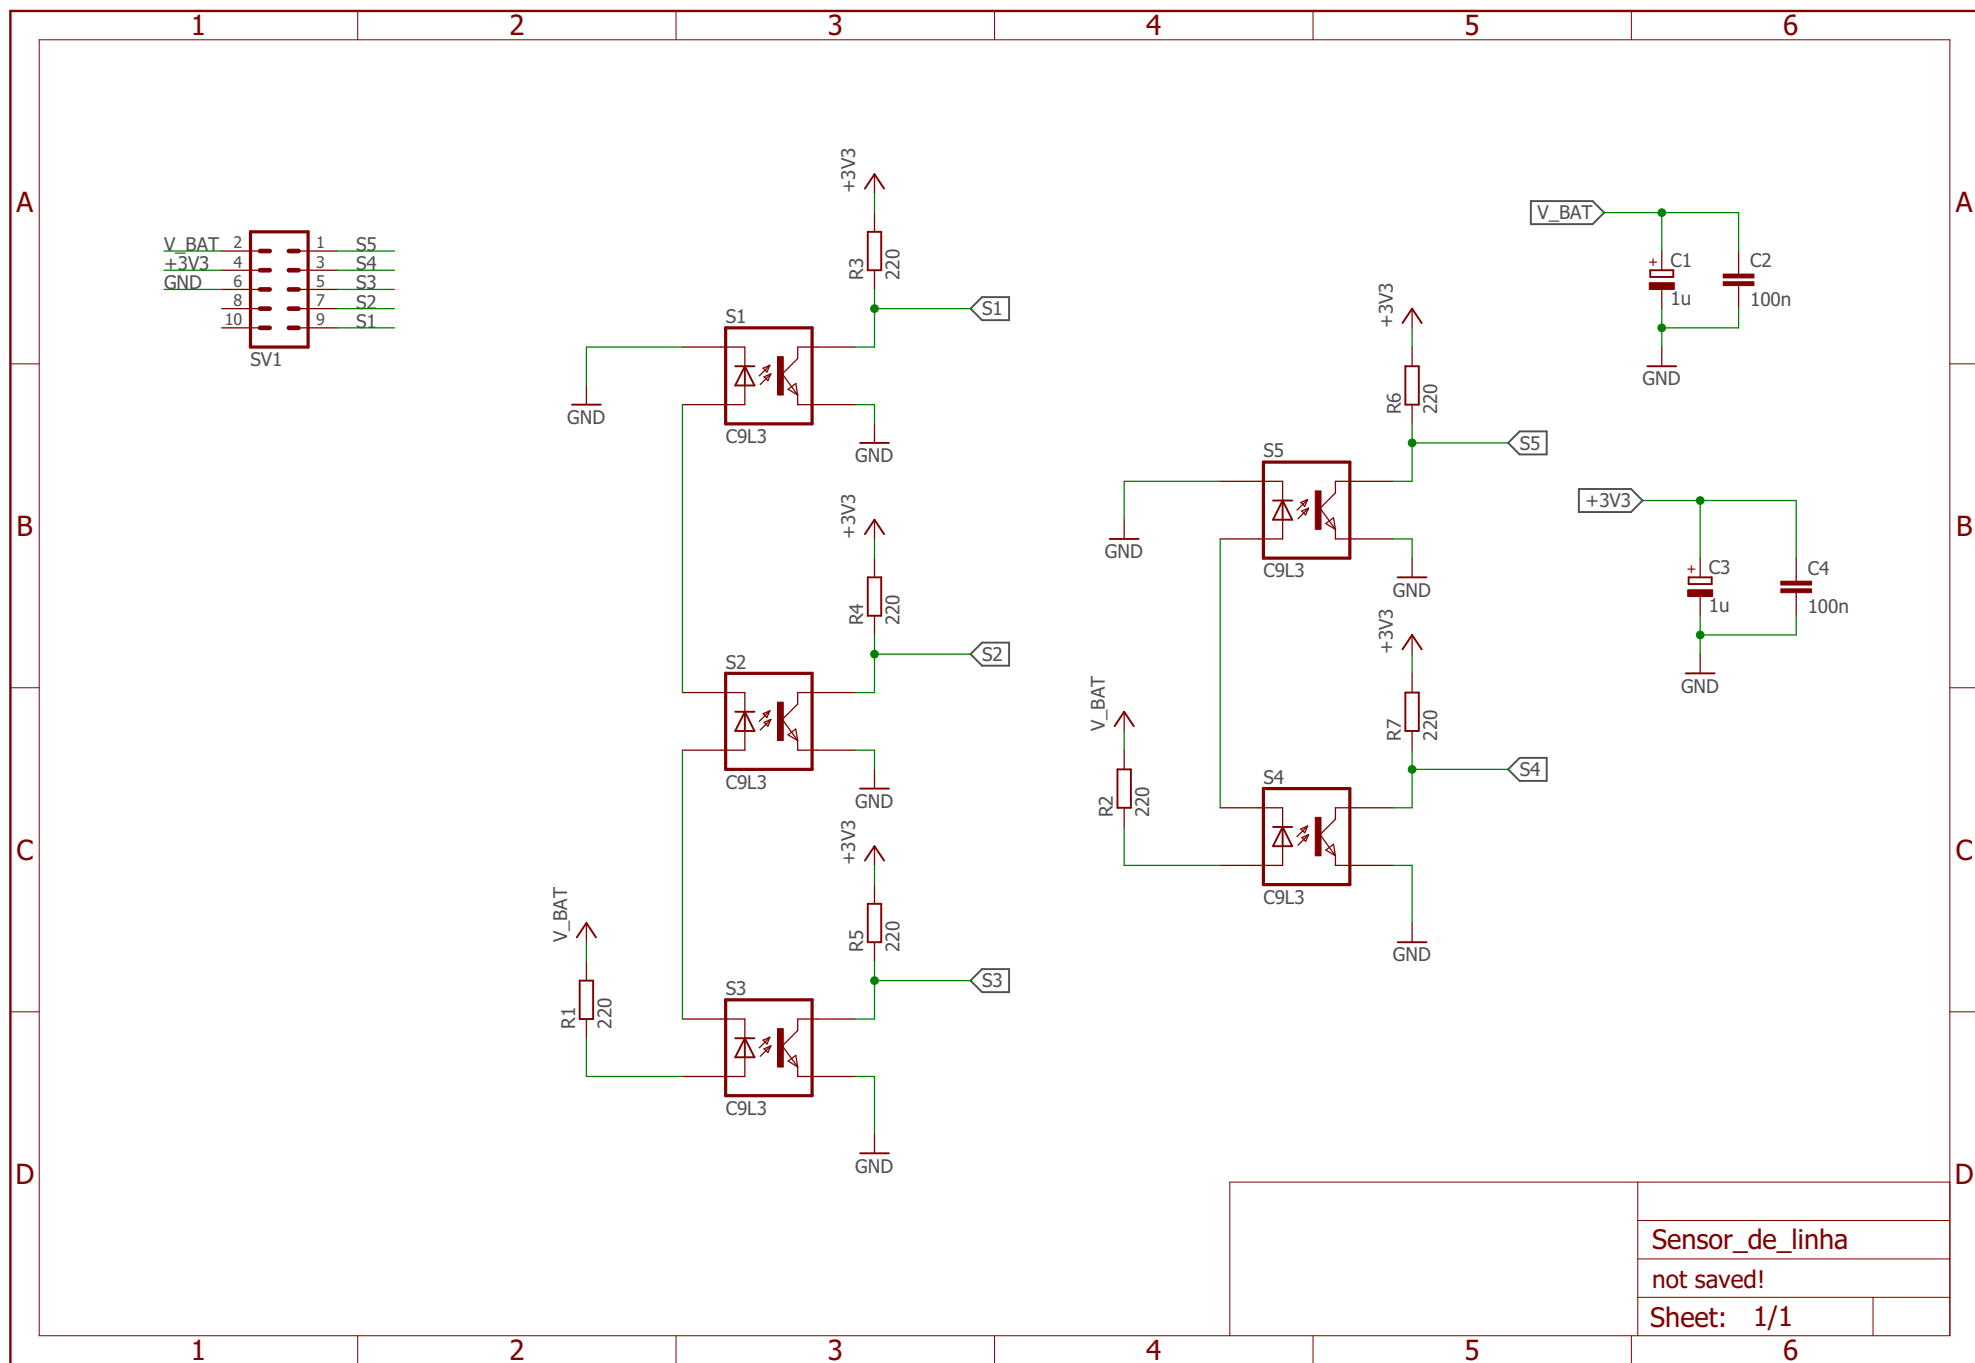 1 2 3 4 5 6
A A
B B
C C
D D
V_BAT 2 1 S5
+3V3 4 3 S4
GND 6 5 S3
8 7 S2
10 9 S1
SV1
+3V3
R3
220
S1
S1
GND
C9L3
GND
+3V3
R4
220
S2
S2
C9L3
GND
+3V3
R5
220
V_BAT
R1
220
S3
S3
C9L3
GND
+3V3
R6
220
S5
S5
GND
C9L3
GND
+3V3
R7
220
V_BAT
R2
220
S4
S4
C9L3
GND
V_BAT
+ C1
1u
C2
100n
GND
+3V3
+ C3
1u
C4
100n
GND
Sensor_de_linha
not saved!
Sheet: 1/1
1 2 3 4 5 6